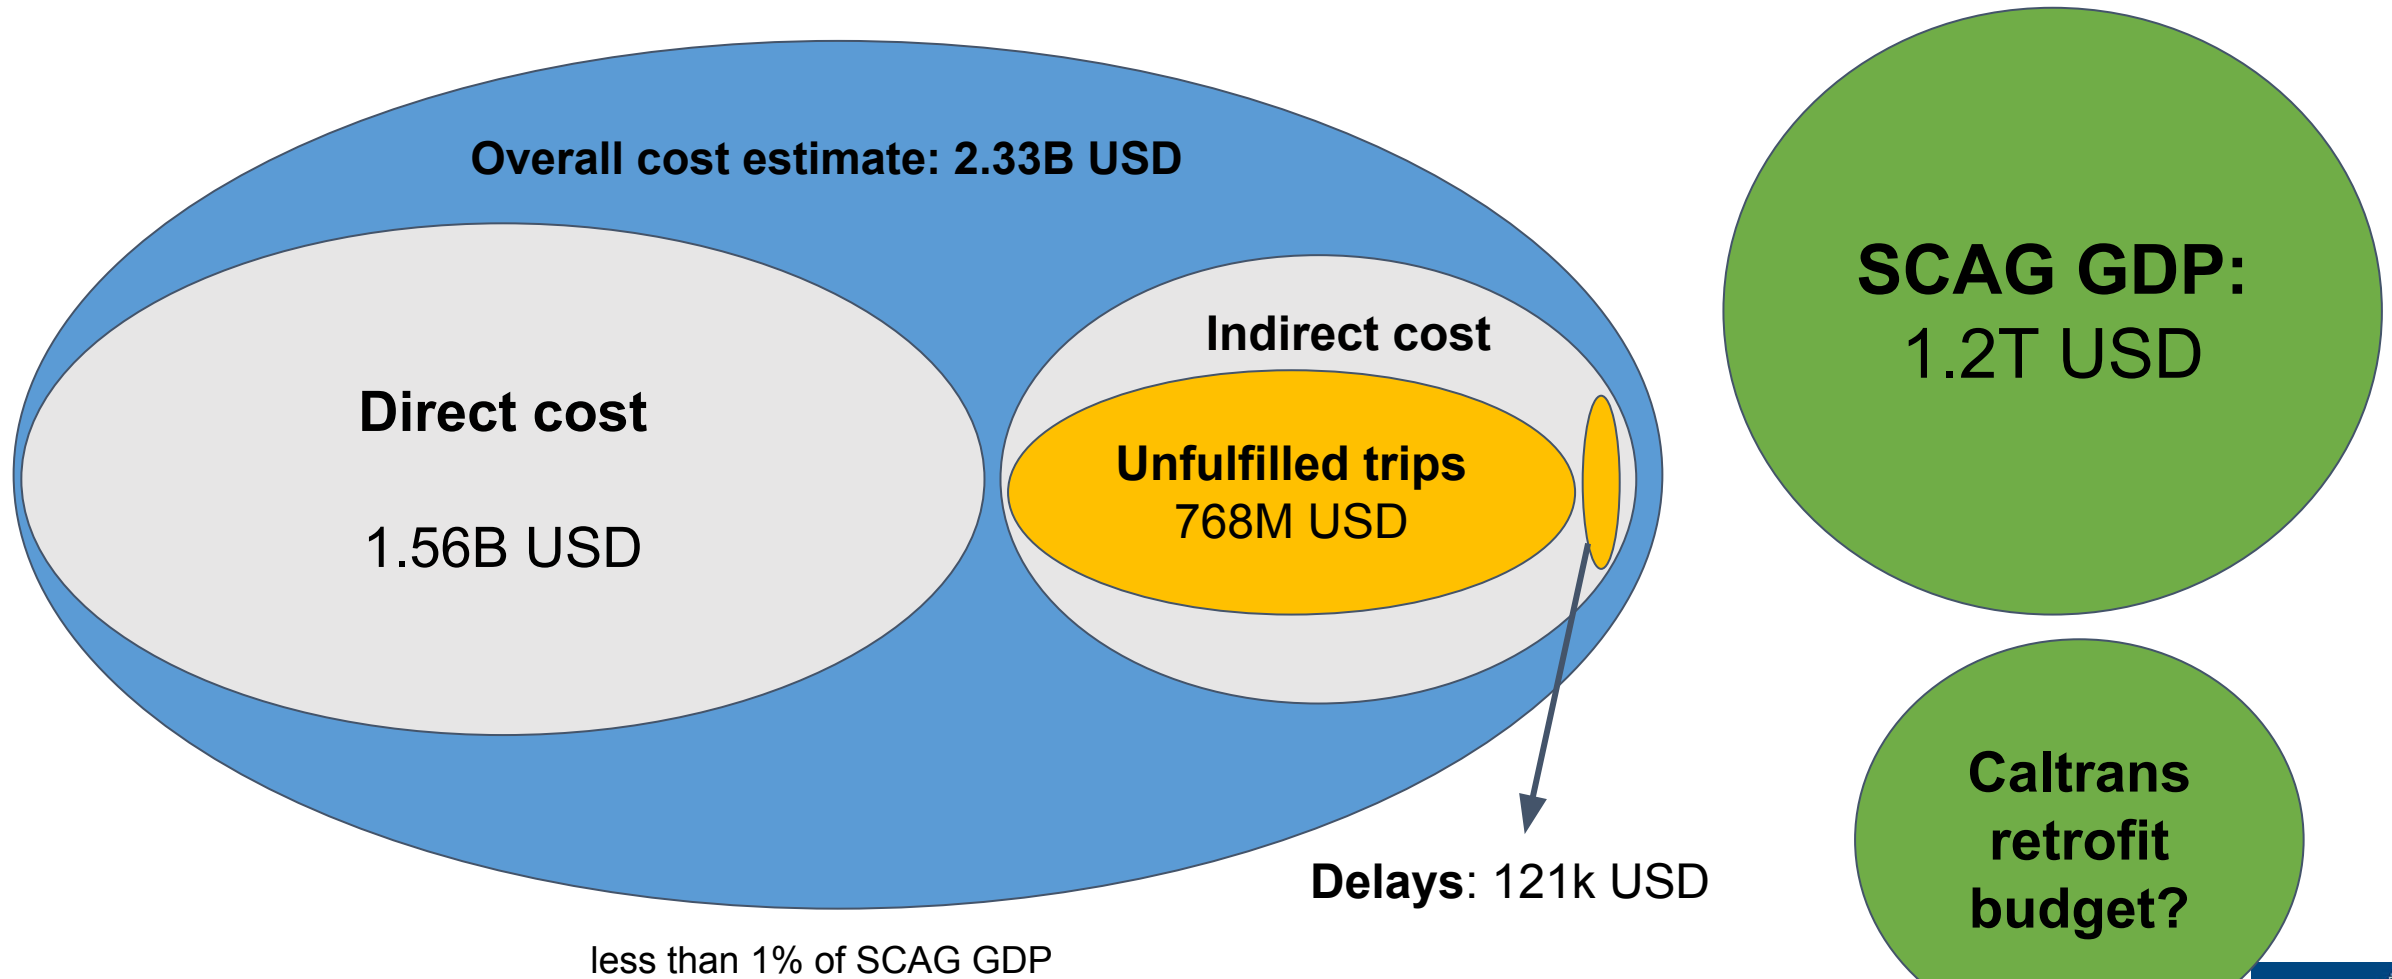 Overall cost estimate: 2.33B USD
Direct cost
1.56B USD
Indirect cost
Unfulfilled trips
768M USD
Delays: 121k USD
less than 1% of SCAG GDP
SCAG GDP:
1.2T USD
Caltrans
retrofit
budget?